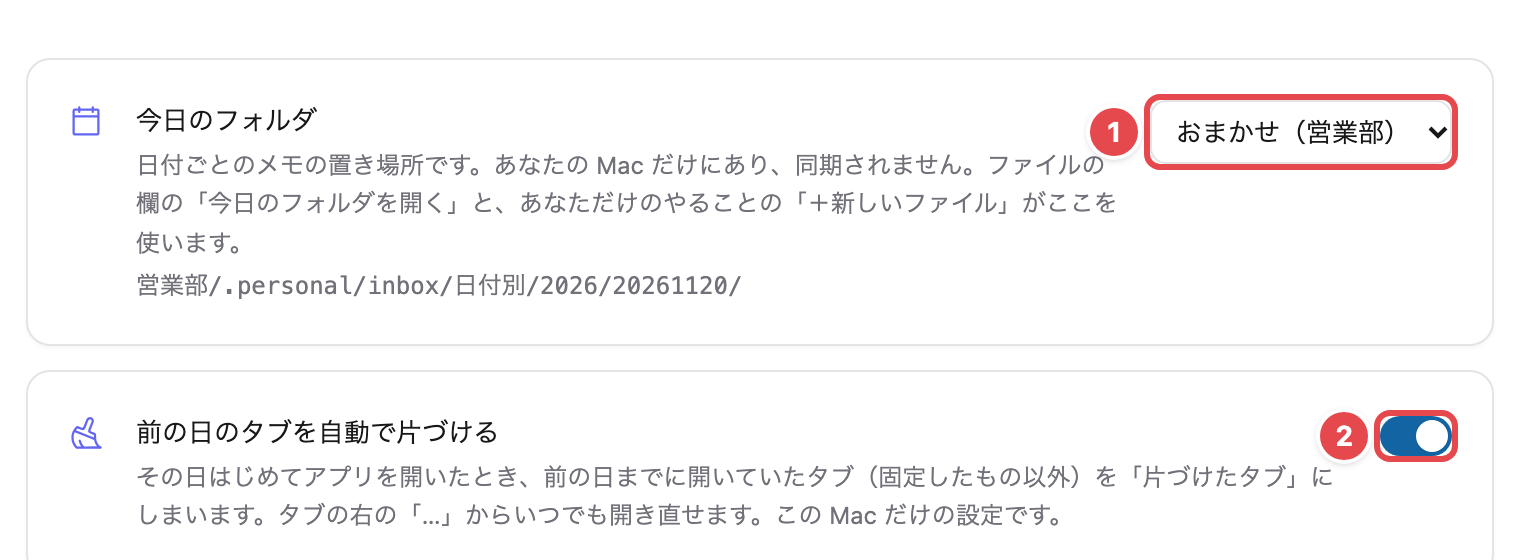 今日のフォルダ
1
おまかせ（営業部）
日付ごとのメモの置き場所です。あなたの Mac だけにあり、同期されません。ファイルの
欄の「今日のフォルダを開く」と、あなただけのやることの「＋新しいファイル」がここを
使います。
営業部/.personal/inbox/日付別/2026/20261120/
前の日のタブを自動で片づける
2
その日はじめてアプリを開いたとき、前の日までに開いていたタブ（固定したもの以外）を「片づけたタブ」に
しまいます。タブの右の「…」からいつでも開き直せます。この Mac だけの設定です。